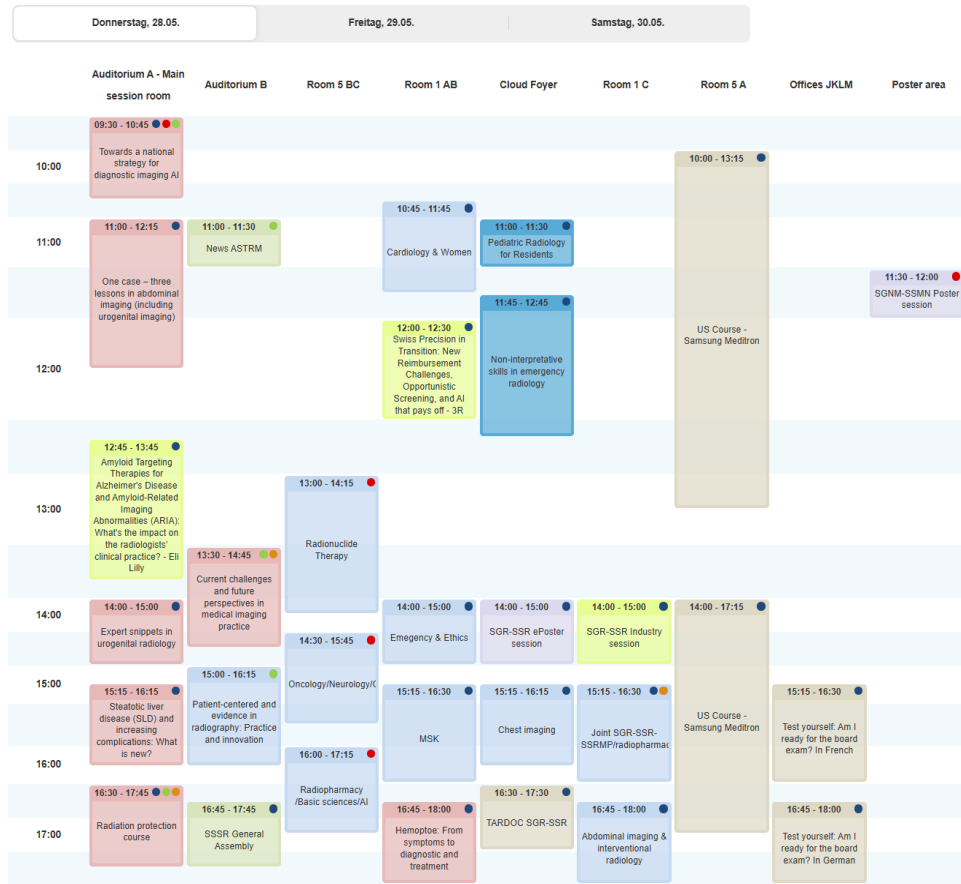 Donnerstag, 28.05.
Freitag, 29.05.
Samstag, 30.05.
Auditorium A - Main
session room
Auditorium B
Room 5 BC
Room 1 AB
Cloud Foyer
Room 1 C
Room 5 A
Offices JKLM
Poster area
10:00
11:00
12:00
13:00
14:00
15:00
16:00
17:00
09:30 - 10:45
Towards a national
strategy for
diagnostic imaging AI
11:00 - 12:15
One case – three
lessons in abdominal
imaging (including
urogenital imaging)
12:45 - 13:45
Amyloid Targeting
Therapies for
Alzheimer's Disease
and Amyloid-Related
Imaging
Abnormalities (ARIA):
What's the impact on
the radiologists'
clinical practice? - Eli
Lilly
14:00 - 15:00
Expert snippets in
urogenital radiology
15:15 - 16:15
Steatotic liver
disease (SLD) and
increasing
complications: What
is new?
16:30 - 17:45
Radiation protection
course
11:00 - 11:30
News ASTRM
13:30 - 14:45
Current challenges
and future
perspectives in
medical imaging
practice
15:00 - 16:15
Patient-centered and
evidence in
radiography: Practice
and innovation
16:45 - 17:45
SSSR General
Assembly
13:00 - 14:15
Radionuclide
Therapy
14:30 - 15:45
Oncology/Neurology/
16:00 - 17:15
Radiopharmacy
/Basic sciences/AI
10:45 - 11:45
Cardiology & Women
12:00 - 12:30
Swiss Precision in
Transition: New
Reimbursement
Challenges,
Opportunistic
Screening, and AI
that pays off - 3R
14:00 - 15:00
Emegency & Ethics
15:15 - 16:30
MSK
16:45 - 18:00
Hemoptoe: From
symptoms to
diagnostic and
treatment
11:00 - 11:30
Pediatric Radiology
for Residents
11:45 - 12:45
Non-interpretative
skills in emergency
radiology
14:00 - 15:00
SGR-SSR ePoster
session
15:15 - 16:15
Chest imaging
16:30 - 17:30
TARDOC SGR-SSR
14:00 - 15:00
SGR-SSR Industry
session
15:15 - 16:30
Joint SGR-SSR-
SSRMP/radiopharmac
16:45 - 18:00
Abdominal imaging &
interventional
radiology
10:00 - 13:15
US Course -
Samsung Meditron
14:00 - 17:15
US Course -
Samsung Meditron
15:15 - 16:30
Test yourself: Am I
ready for the board
exam? In French
16:45 - 18:00
Test yourself: Am I
ready for the board
exam? In German
11:30 - 12:00
SGNM-SSMN Poster
session